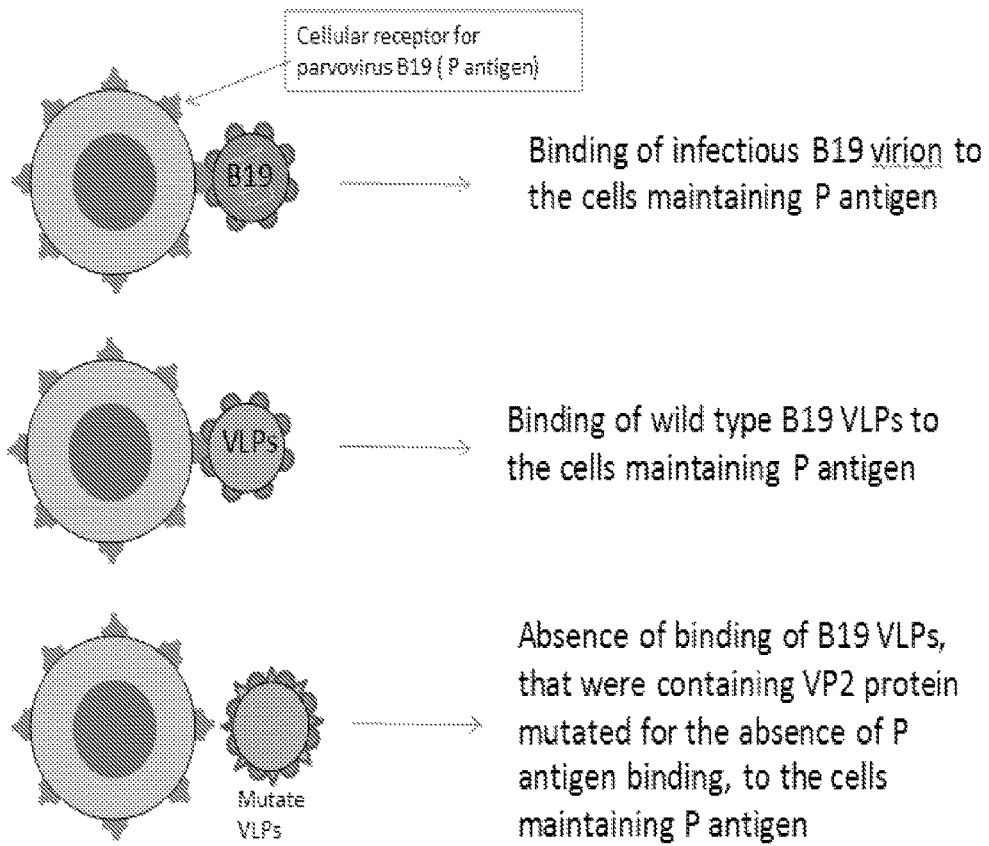 Cellular receptor for
parvovirus B19 ( P antigen)
B19
Binding of infectious B19 virion to
the cells maintaining P antigen
VLPs
Binding of wild type B19 VLPs to
the cells maintaining P antigen
Mutate
VLPs
Absence of binding of B19 VLPs,
that were containing VP2 protein
mutated for the absence of P
antigen binding, to the cells
maintaining P antigen